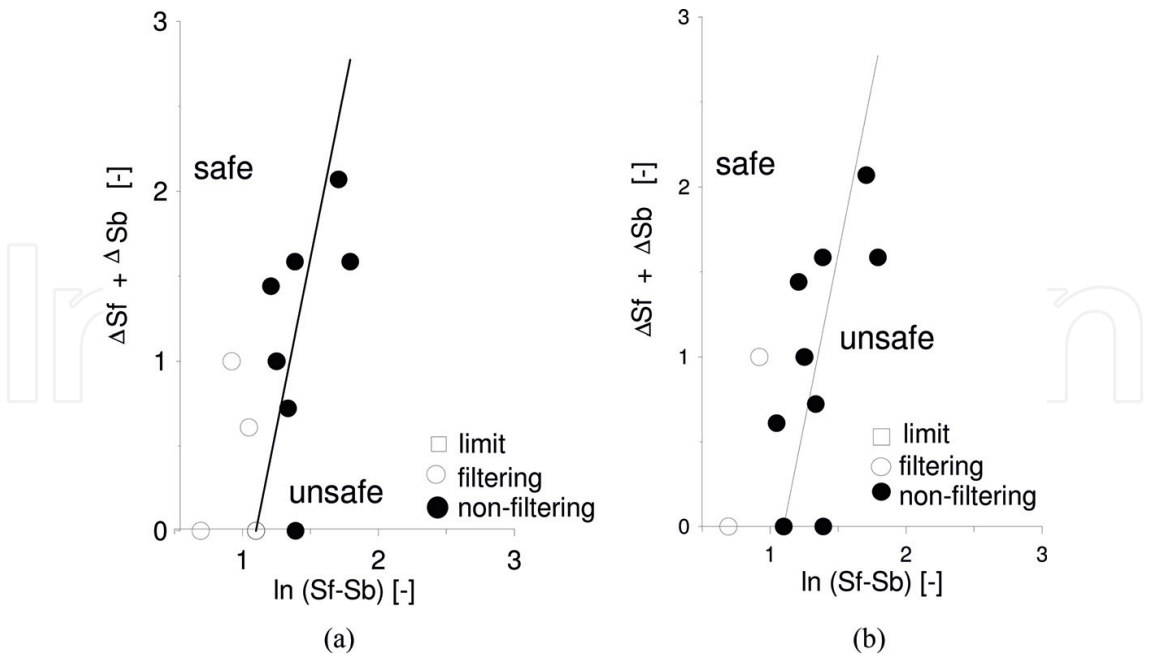 3
safe
2
ΔSf + ΔSb [-]
1
limit
filtering
unsafe
non-filtering
0
1
2
3
ln (Sf-Sb) [-]
(a)
3
safe
2
ΔSf + ΔSb [-]
unsafe
1
limit
filtering
non-filtering
0
1
2
3
ln (Sf-Sb) [-]
(b)